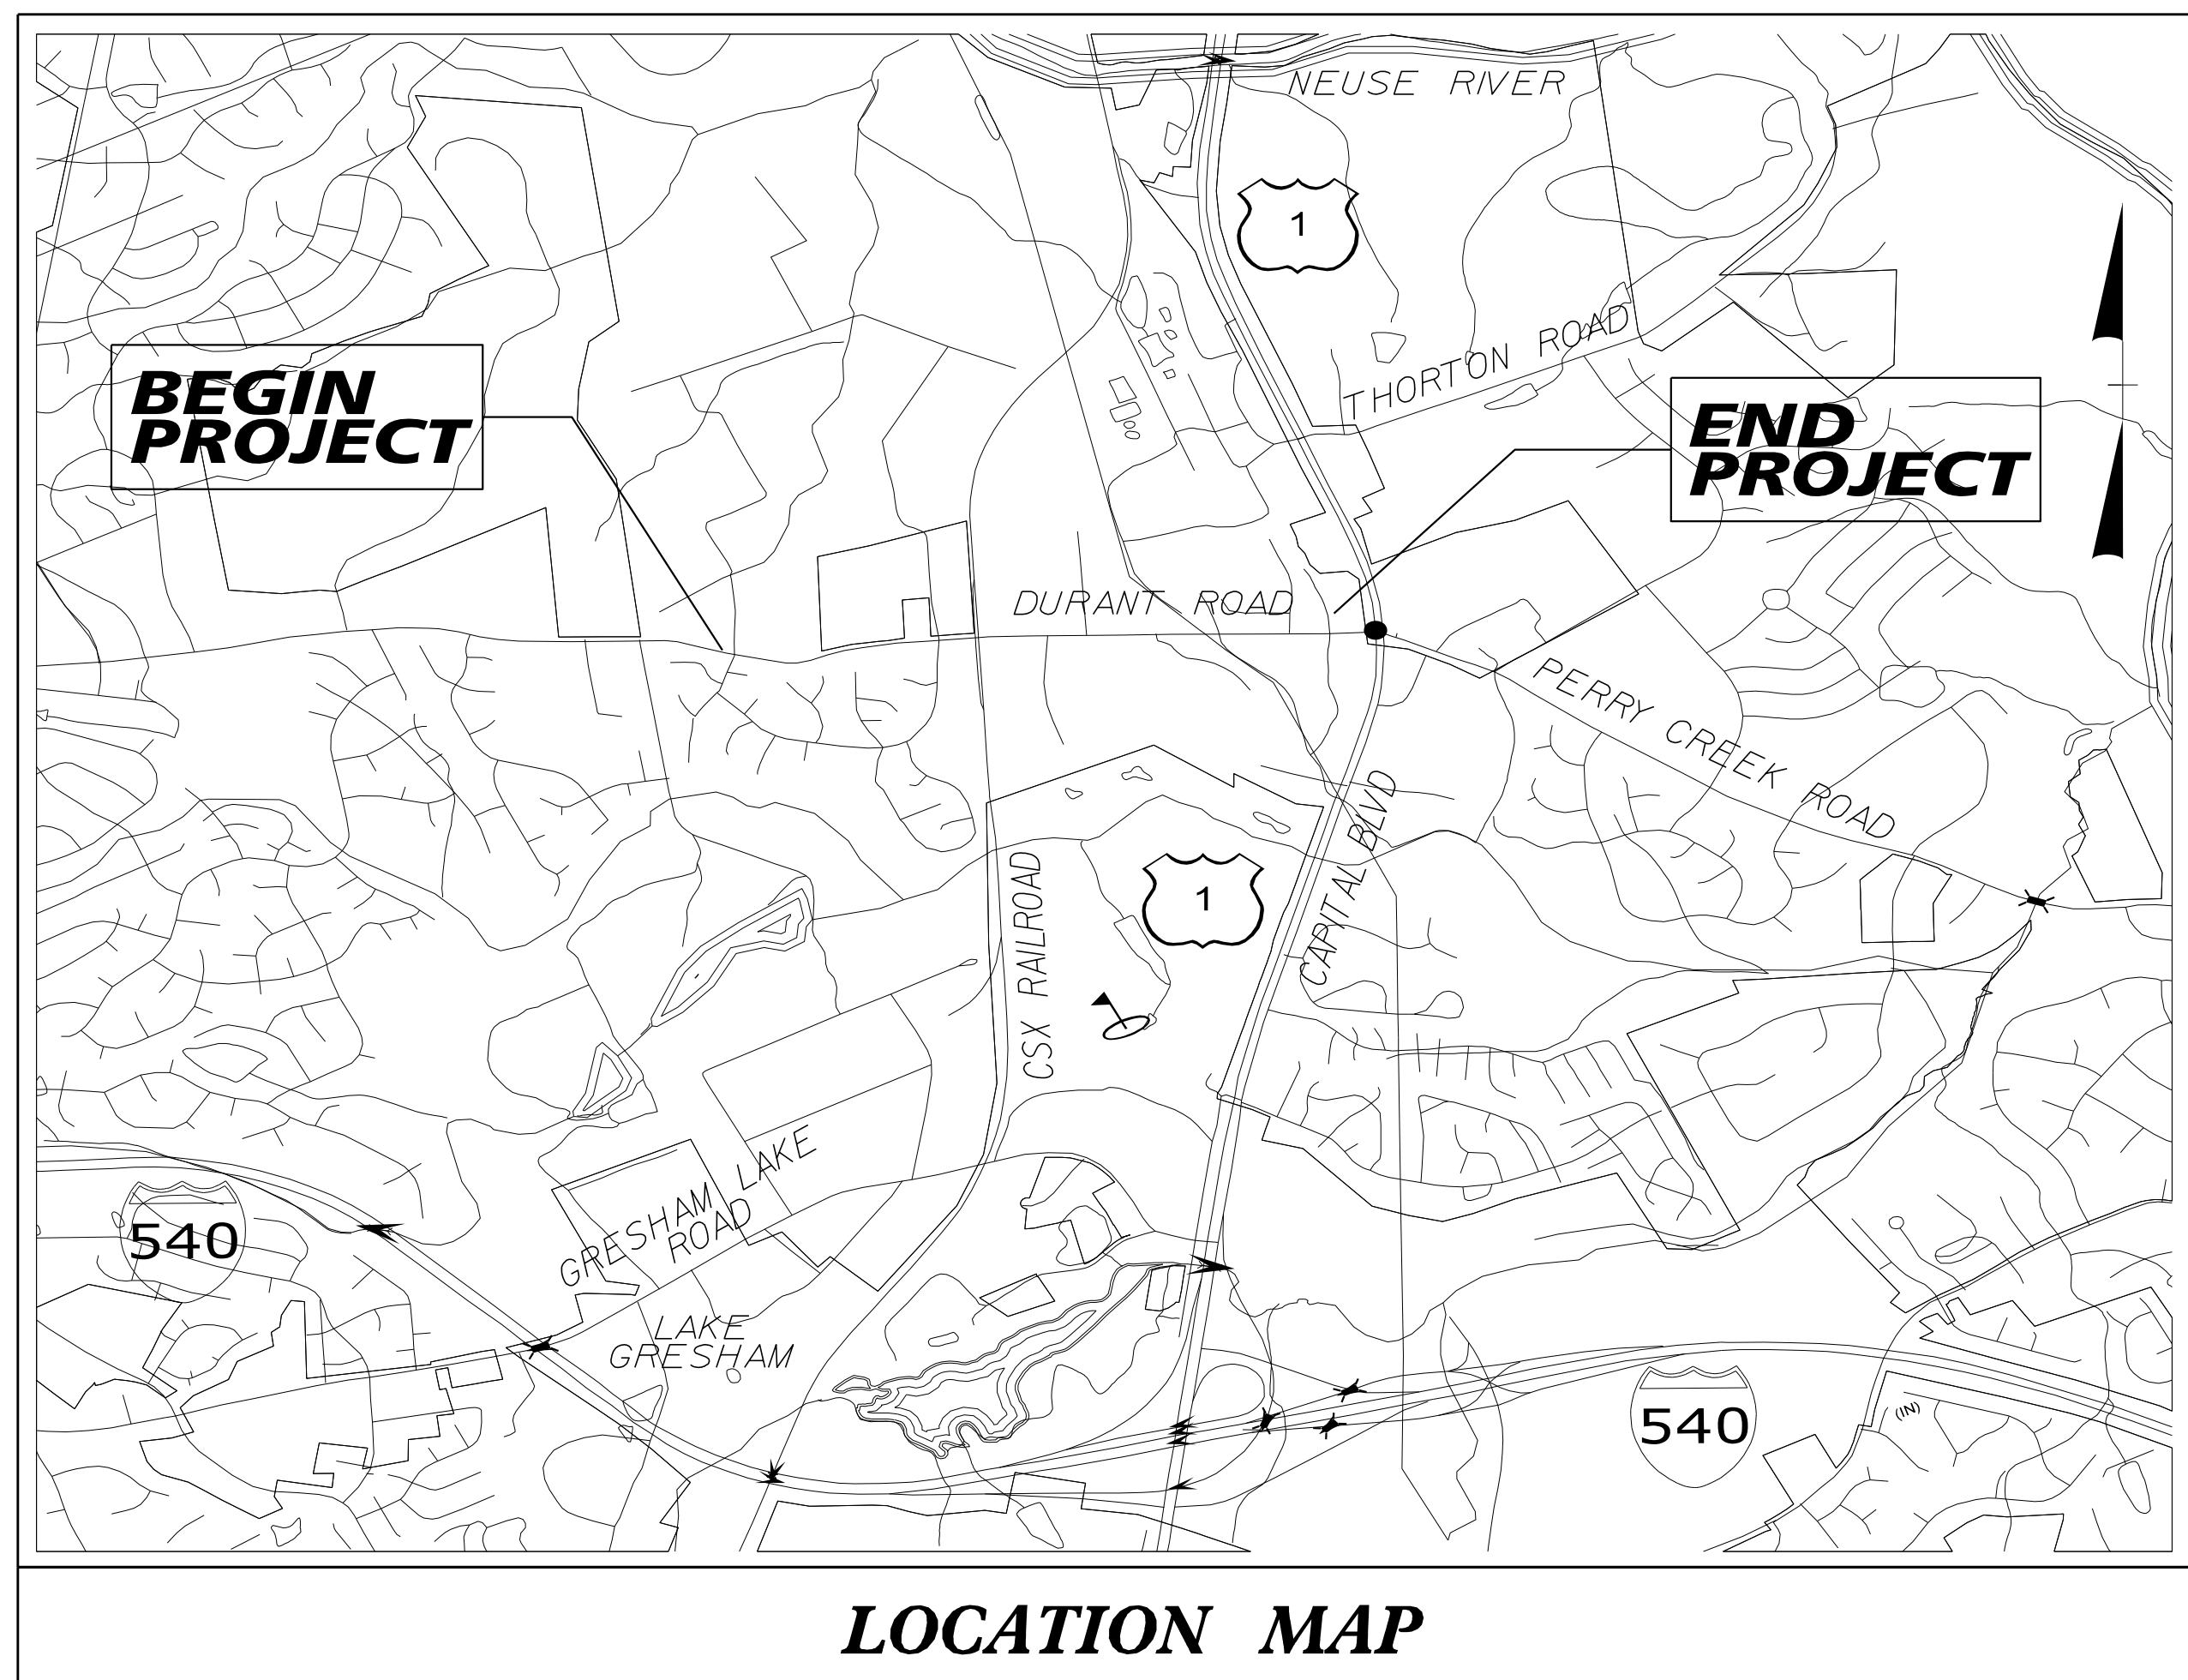 NEUSE RIVER
1
THORTON ROAD
BEGIN
PROJECT
END
PROJECT
DURANT ROAD
PERRY CREEK ROAD
CAPITAL BLVD
CSX RAILROAD
1
GRESHAM LAKE
ROAD
540
LAKE
GRESHAM
540
(IN)
LOCATION MAP